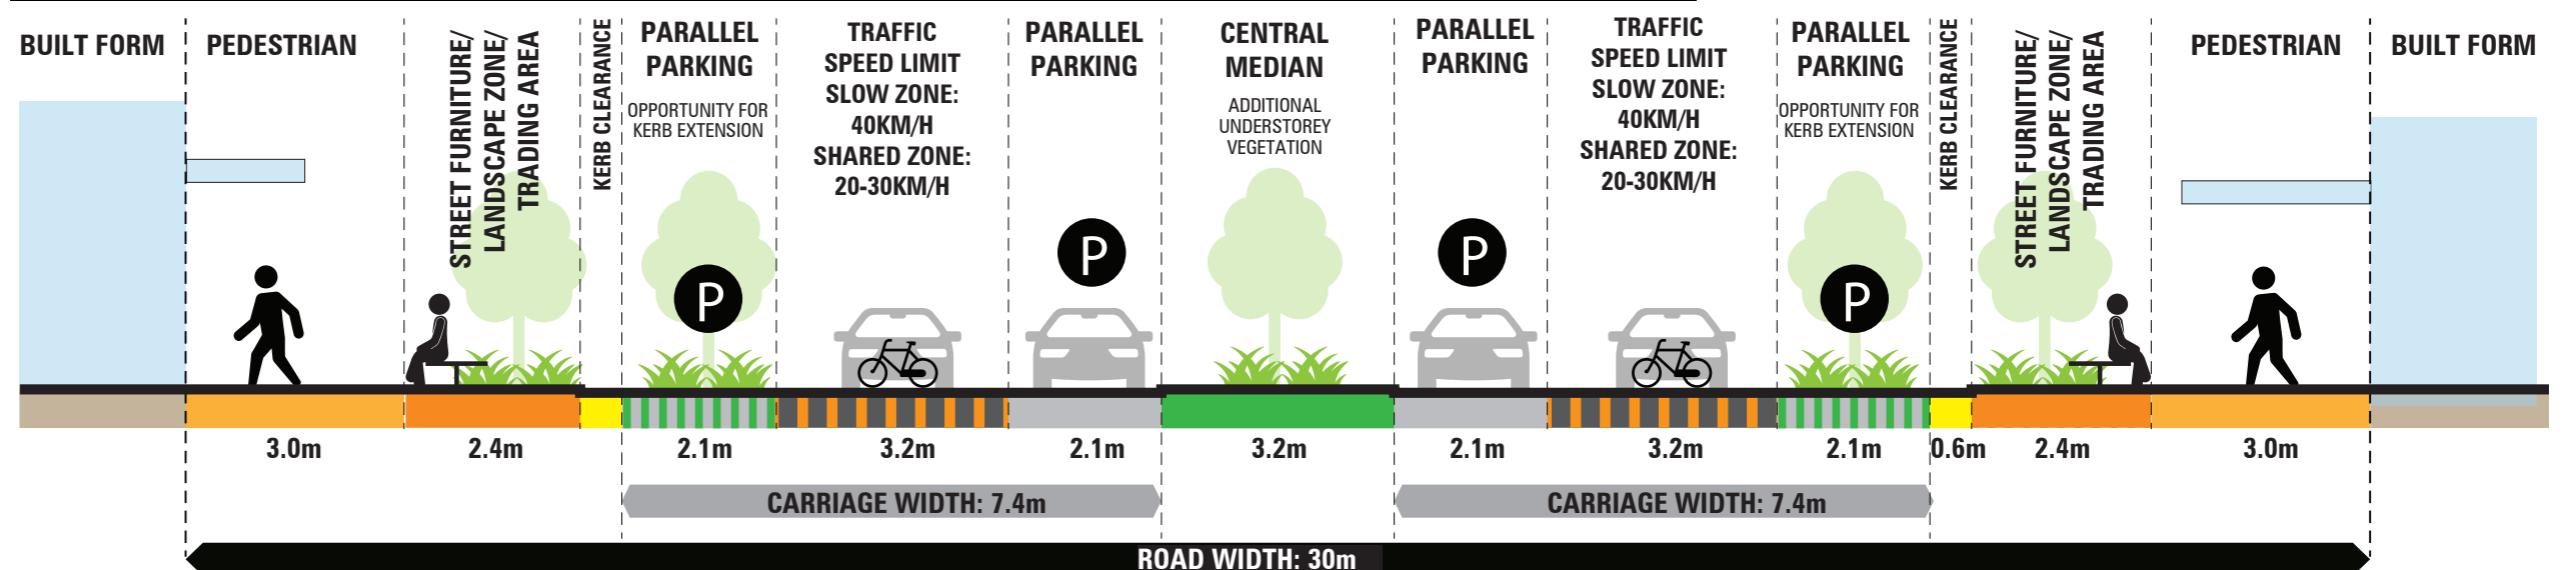 BUILT FORM
PEDESTRIAN
STREET FURNITURE/
LANDSCAPE ZONE/
TRADING AREA
KERB CLEARANCE
PARALLEL
PARKING
OPPORTUNITY FOR
KERB EXTENSION
TRAFFIC
SPEED LIMIT
SLOW ZONE:
40KM/H
SHARED ZONE:
20-30KM/H
PARALLEL
PARKING
CENTRAL
MEDIAN
ADDITIONAL
UNDERSTOREY
VEGETATION
PARALLEL
PARKING
TRAFFIC
SPEED LIMIT
SLOW ZONE:
40KM/H
SHARED ZONE:
20-30KM/H
PARALLEL
PARKING
OPPORTUNITY FOR
KERB EXTENSION
KERB CLEARANCE
STREET FURNITURE/
LANDSCAPE ZONE/
TRADING AREA
PEDESTRIAN
BUILT FORM
P
P
P
P
3.0m
2.4m
2.1m
3.2m
2.1m
3.2m
2.1m
3.2m
2.1m
0.6m
2.4m
3.0m
CARRIAGE WIDTH: 7.4m
CARRIAGE WIDTH: 7.4m
ROAD WIDTH: 30m